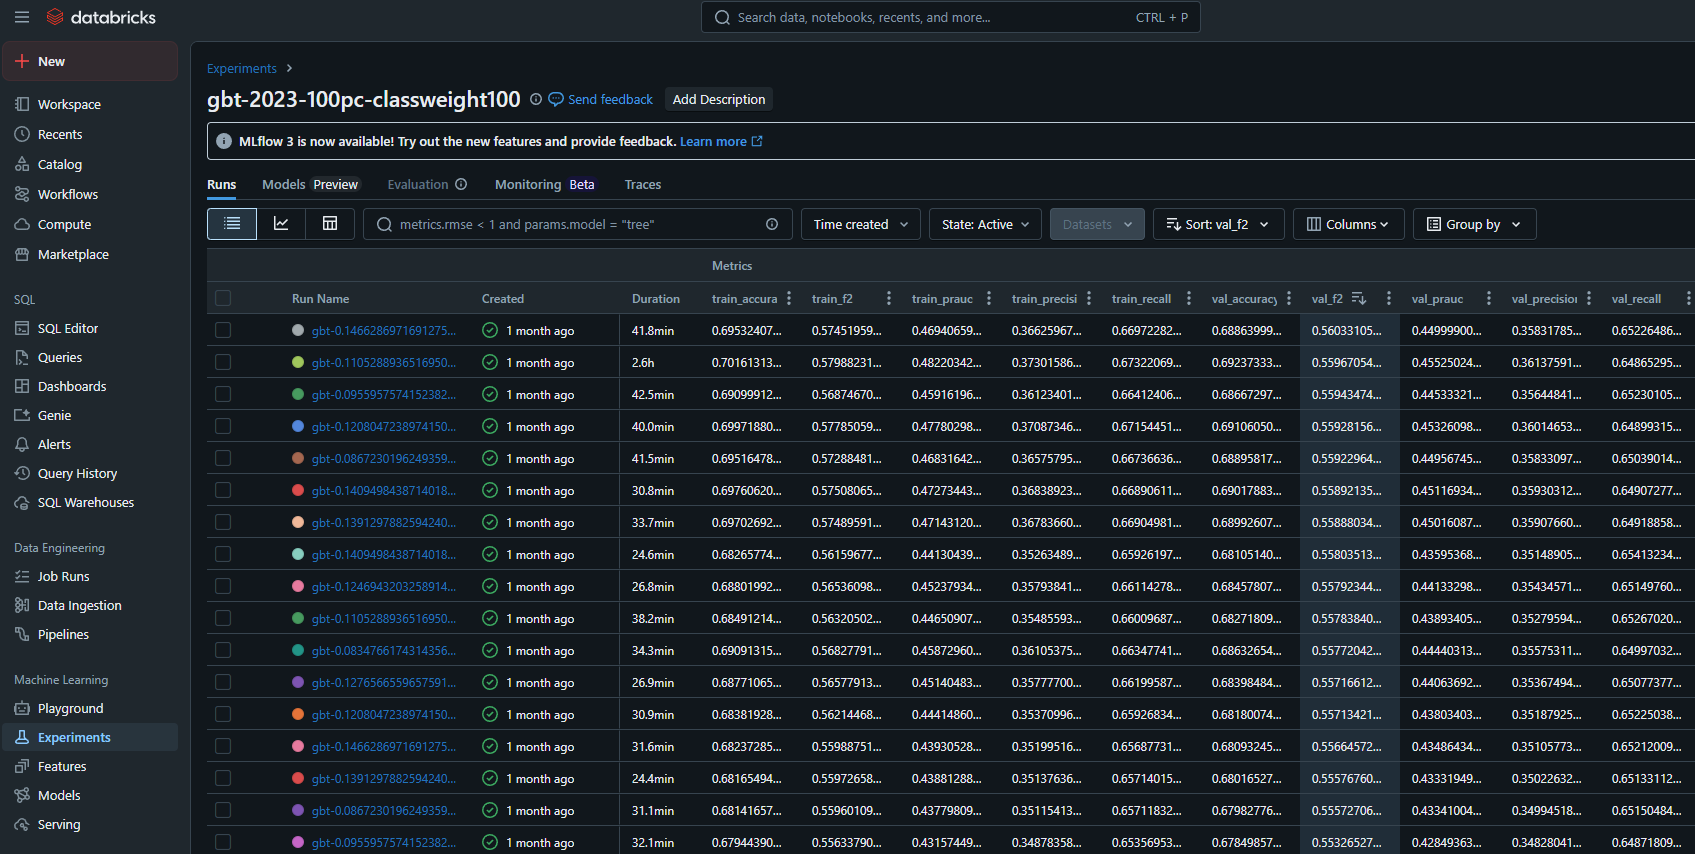 databricks
Search data, notebooks, recents, and more...
CTRL + P
New
Workspace
Recents
Catalog
Workflows
Compute
Marketplace
SQL
SQL Editor
Queries
Dashboards
Genie
Alerts
Query History
SQL Warehouses
Data Engineering
Job Runs
Data Ingestion
Pipelines
Machine Learning
Playground
Experiments
Features
Models
Serving
Experiments
gbt-2023-100pc-classweight100 Send feedback Add Description
MLflow 3 is now available! Try out the new features and provide feedback. Learn more
Runs Models Preview Evaluation Monitoring Beta Traces
metrics.rmse < 1 and params.model = "tree" Time created State: Active Datasets Sort: val_f2 Columns Group by
Metrics
Run Name Created Duration train_accura train_f2 train_prauc train_precisi train_recall val_accuracy val_f2 val_prauc val_precision val_recall
gbt-0.1466286971691275... 1 month ago 41.8min 0.69532407... 0.57451959... 0.46940659... 0.36625967... 0.66972282... 0.68863999... 0.56033105... 0.44999900... 0.35831785... 0.65226486...
gbt-0.1105288936516950... 1 month ago 2.6h 0.70161313... 0.57988231... 0.48220342... 0.37301586... 0.67322069... 0.69237333... 0.55967054... 0.45525024... 0.36137591... 0.64865295...
gbt-0.0955957574152382... 1 month ago 42.5min 0.69099912... 0.56874670... 0.45916196... 0.36123401... 0.66412406... 0.68667297... 0.55943474... 0.44533321... 0.35644841... 0.65230105...
gbt-0.1208047238974150... 1 month ago 40.0min 0.69971880... 0.57785059... 0.47780298... 0.37087346... 0.67154451... 0.69106050... 0.55928156... 0.45326098... 0.36014653... 0.64899315...
gbt-0.0867230196249359... 1 month ago 41.5min 0.69516478... 0.57288481... 0.46831642... 0.36575795... 0.66736636... 0.68895817... 0.55922964... 0.44956745... 0.35833097... 0.65039014...
gbt-0.1409498438714018... 1 month ago 30.8min 0.69760620... 0.57508065... 0.47273443... 0.36838923... 0.66890611... 0.69017883... 0.55892135... 0.45116934... 0.35930312... 0.64907277...
gbt-0.1391297882594240... 1 month ago 33.7min 0.69702692... 0.57489591... 0.47143120... 0.36783660... 0.66904981... 0.68992607... 0.55888034... 0.45016087... 0.35907660... 0.64918858...
gbt-0.1409498438714018... 1 month ago 24.6min 0.68265774... 0.56159677... 0.44130439... 0.35263489... 0.65926197... 0.68105140... 0.55803513... 0.43595368... 0.35148905... 0.65413234...
gbt-0.1246943203258914... 1 month ago 26.8min 0.68801992... 0.56536098... 0.45237934... 0.35793841... 0.66114278... 0.68457807... 0.55792344... 0.44133298... 0.35434571... 0.65149760...
gbt-0.1105288936516950... 1 month ago 38.2min 0.68491214... 0.56320502... 0.44650907... 0.35485593... 0.66009687... 0.68271809... 0.55783840... 0.43893405... 0.35279594... 0.65267020...
gbt-0.0834766174314356... 1 month ago 34.3min 0.69091315... 0.56827791... 0.45872960... 0.36105375... 0.66347741... 0.68632654... 0.55772042... 0.44440313... 0.35575311... 0.64997032...
gbt-0.1276566559657591... 1 month ago 26.9min 0.68771065... 0.56577913... 0.45140483... 0.35777700... 0.66199587... 0.68398484... 0.55716612... 0.44063692... 0.35367494... 0.65077377...
gbt-0.1208047238974150... 1 month ago 30.9min 0.68381928... 0.56214468... 0.44414860... 0.35370996... 0.65926834... 0.68180074... 0.55713421... 0.43803403... 0.35187925... 0.65225038...
gbt-0.1466286971691275... 1 month ago 31.6min 0.68237285... 0.55988751... 0.43930528... 0.35199516... 0.65687731... 0.68093245... 0.55664572... 0.43486434... 0.35105773... 0.65212009...
gbt-0.1391297882594240... 1 month ago 24.4min 0.68165494... 0.55972658... 0.43881288... 0.35137636... 0.65714015... 0.68016527... 0.55576760... 0.43331949... 0.35022632... 0.65133112...
gbt-0.0867230196249359... 1 month ago 31.1min 0.68141657... 0.55960109... 0.43779809... 0.35115413... 0.65711832... 0.67982776... 0.55572706... 0.43341004... 0.34994518... 0.65150484...
gbt-0.0955957574152382... 1 month ago 32.1min 0.67944390... 0.55633790... 0.43157449... 0.34878358... 0.65356953... 0.67849857... 0.55326527... 0.42849363... 0.34828041... 0.64871809...